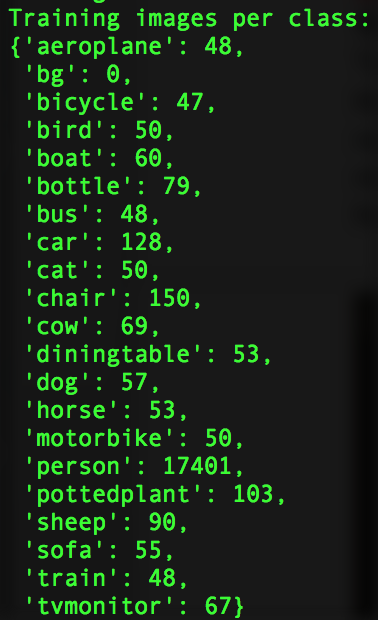 Training images per class:
{'aeroplane': 48,
'bg': 0,
'bicycle': 47,
'bird': 50,
'boat': 60,
'bottle': 79,
'bus': 48,
'car': 128,
'cat': 50,
'chair': 150,
'cow': 69,
'diningtable': 53,
'dog': 57,
'horse': 53,
'motorbike': 50,
'person': 17401,
'pottedplant': 103,
'sheep': 90,
'sofa': 55,
'train': 48,
'tvmonitor': 67}